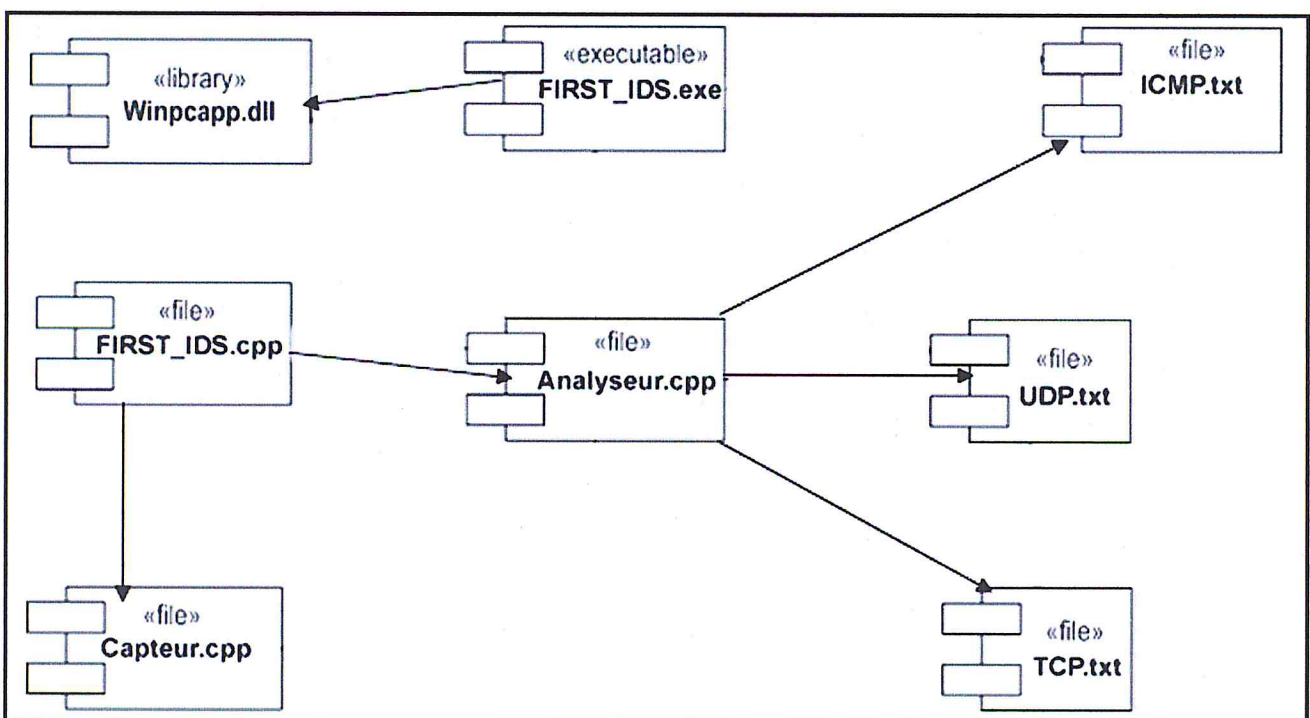 «library»
Winpcapp.dll
«executable»
FIRST_IDS.exe
«file»
ICMP.txt
«file»
FIRST_IDS.cpp
«file»
Analyseur.cpp
«file»
UDP.txt
«file»
Capteur.cpp
«file»
TCP.txt